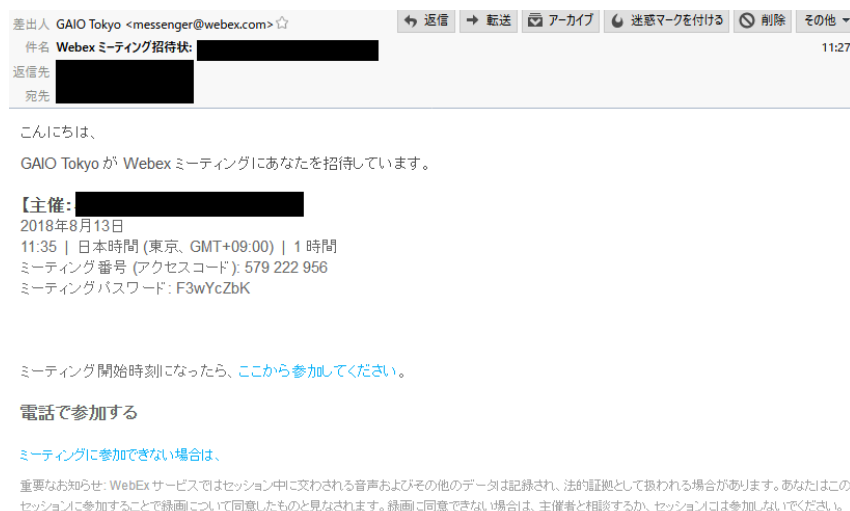 差出人 GAIO Tokyo <messenger@webex.com>☆ 返信 転送 アーカイブ 迷惑マークを付ける 削除 その他
件名 Webex ミーティング招待状: 11:27
返信先
宛先
こんにちは、
GAIO Tokyo が Webex ミーティングにあなたを招待しています。
【主催:
2018年8月13日
11:35 | 日本時間 (東京、GMT+09:00) | 1 時間
ミーティング番号 (アクセスコード): 579 222 956
ミーティングパスワード: F3wYcZbK
ミーティング開始時刻になったら、ここから参加してください。
電話で参加する
ミーティングに参加できない場合は、
重要なお知らせ: WebEx サービスではセッション中に交わされる音声およびその他のデータは記録され、法的証拠として扱われる場合があります。あなたはこの
セッションに参加することで録画について同意したものと見なされます。録画に同意できない場合は、主催者と相談するか、セッションには参加しないでください。